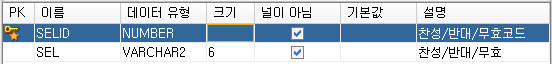 PK 이름 데이터 유형 크기 널이 아님 기본값 설명
SELID NUMBER 찬성/반대/무효코드
SEL VARCHAR2 6 찬성/반대/무효